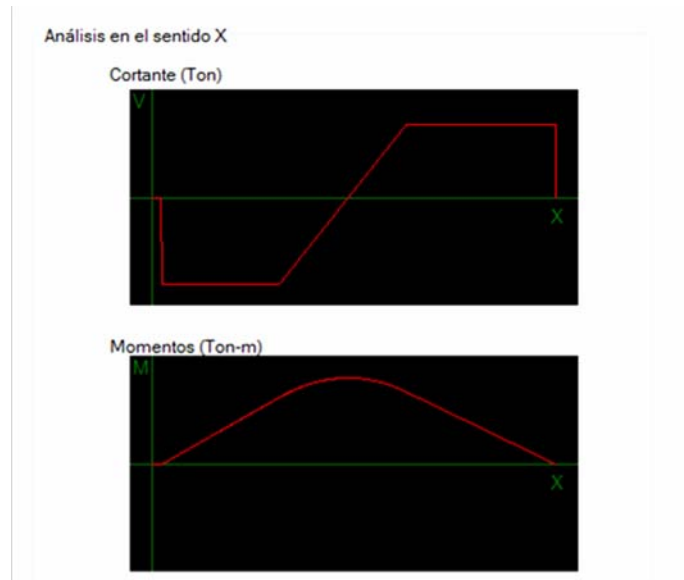 Análisis en el sentido X
Cortante (Ton)
V
X
Momentos (Ton-m)
M
X